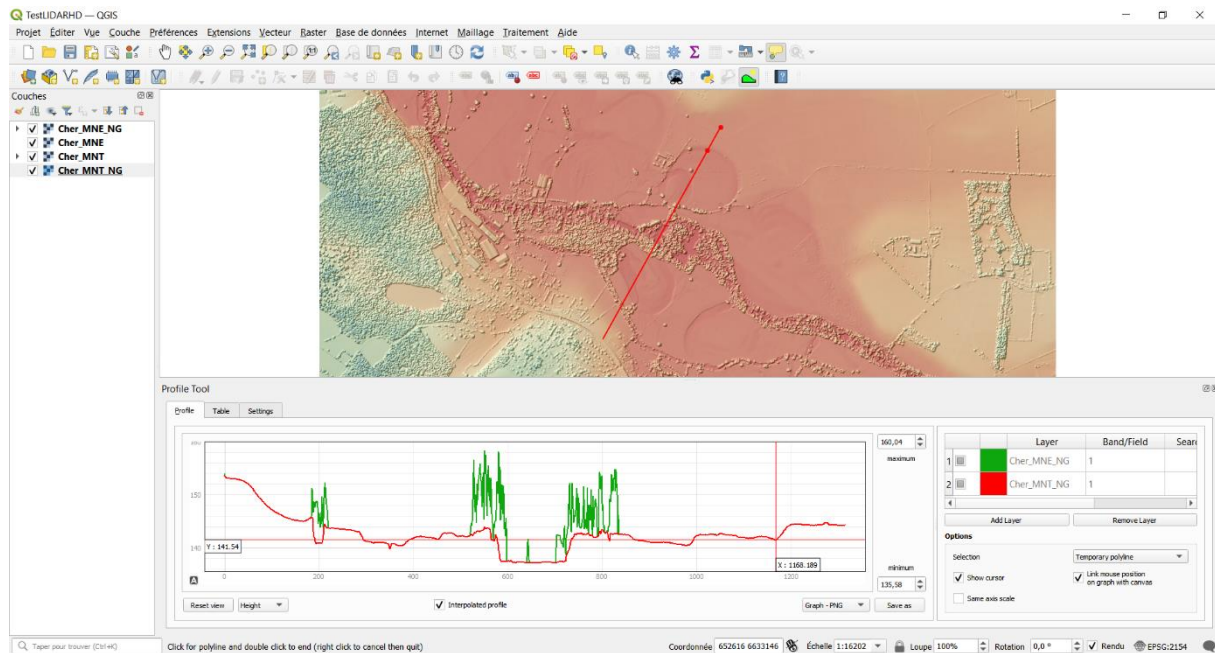 TestLIDARHD — QGIS
Projet Éditer Vue Couche Préférences Extensions Vecteur Raster Base de données Internet Maillage Traitement Aide
Couches
Cher_MNE_NG
Cher_MNE
Cher_MNT
Cher_MNT_NG
Profile Tool
Profile Table Settings
160,04
maximum
150
140
Y : 141.54
X : 1168.189
0 200 400 600 800 1000 1200
A
minimum
135,58
Reset view Height Interpolated profile Graph - PNG Save as
Layer Band/Field Sear
1 Cher_MNE_NG 1
2 Cher_MNT_NG 1
Add Layer Remove Layer
Options
Selection Temporary polyline
Show cursor Link mouse position on graph with canvas
Same axis scale
Taper pour trouver (Ctrl+K) Click for polyline and double click to end (right click to cancel then quit) Coordonnée 652616 6633146 Échelle 1:16202 Loupe 100% Rotation 0,0 ° Rendu EPSG:2154